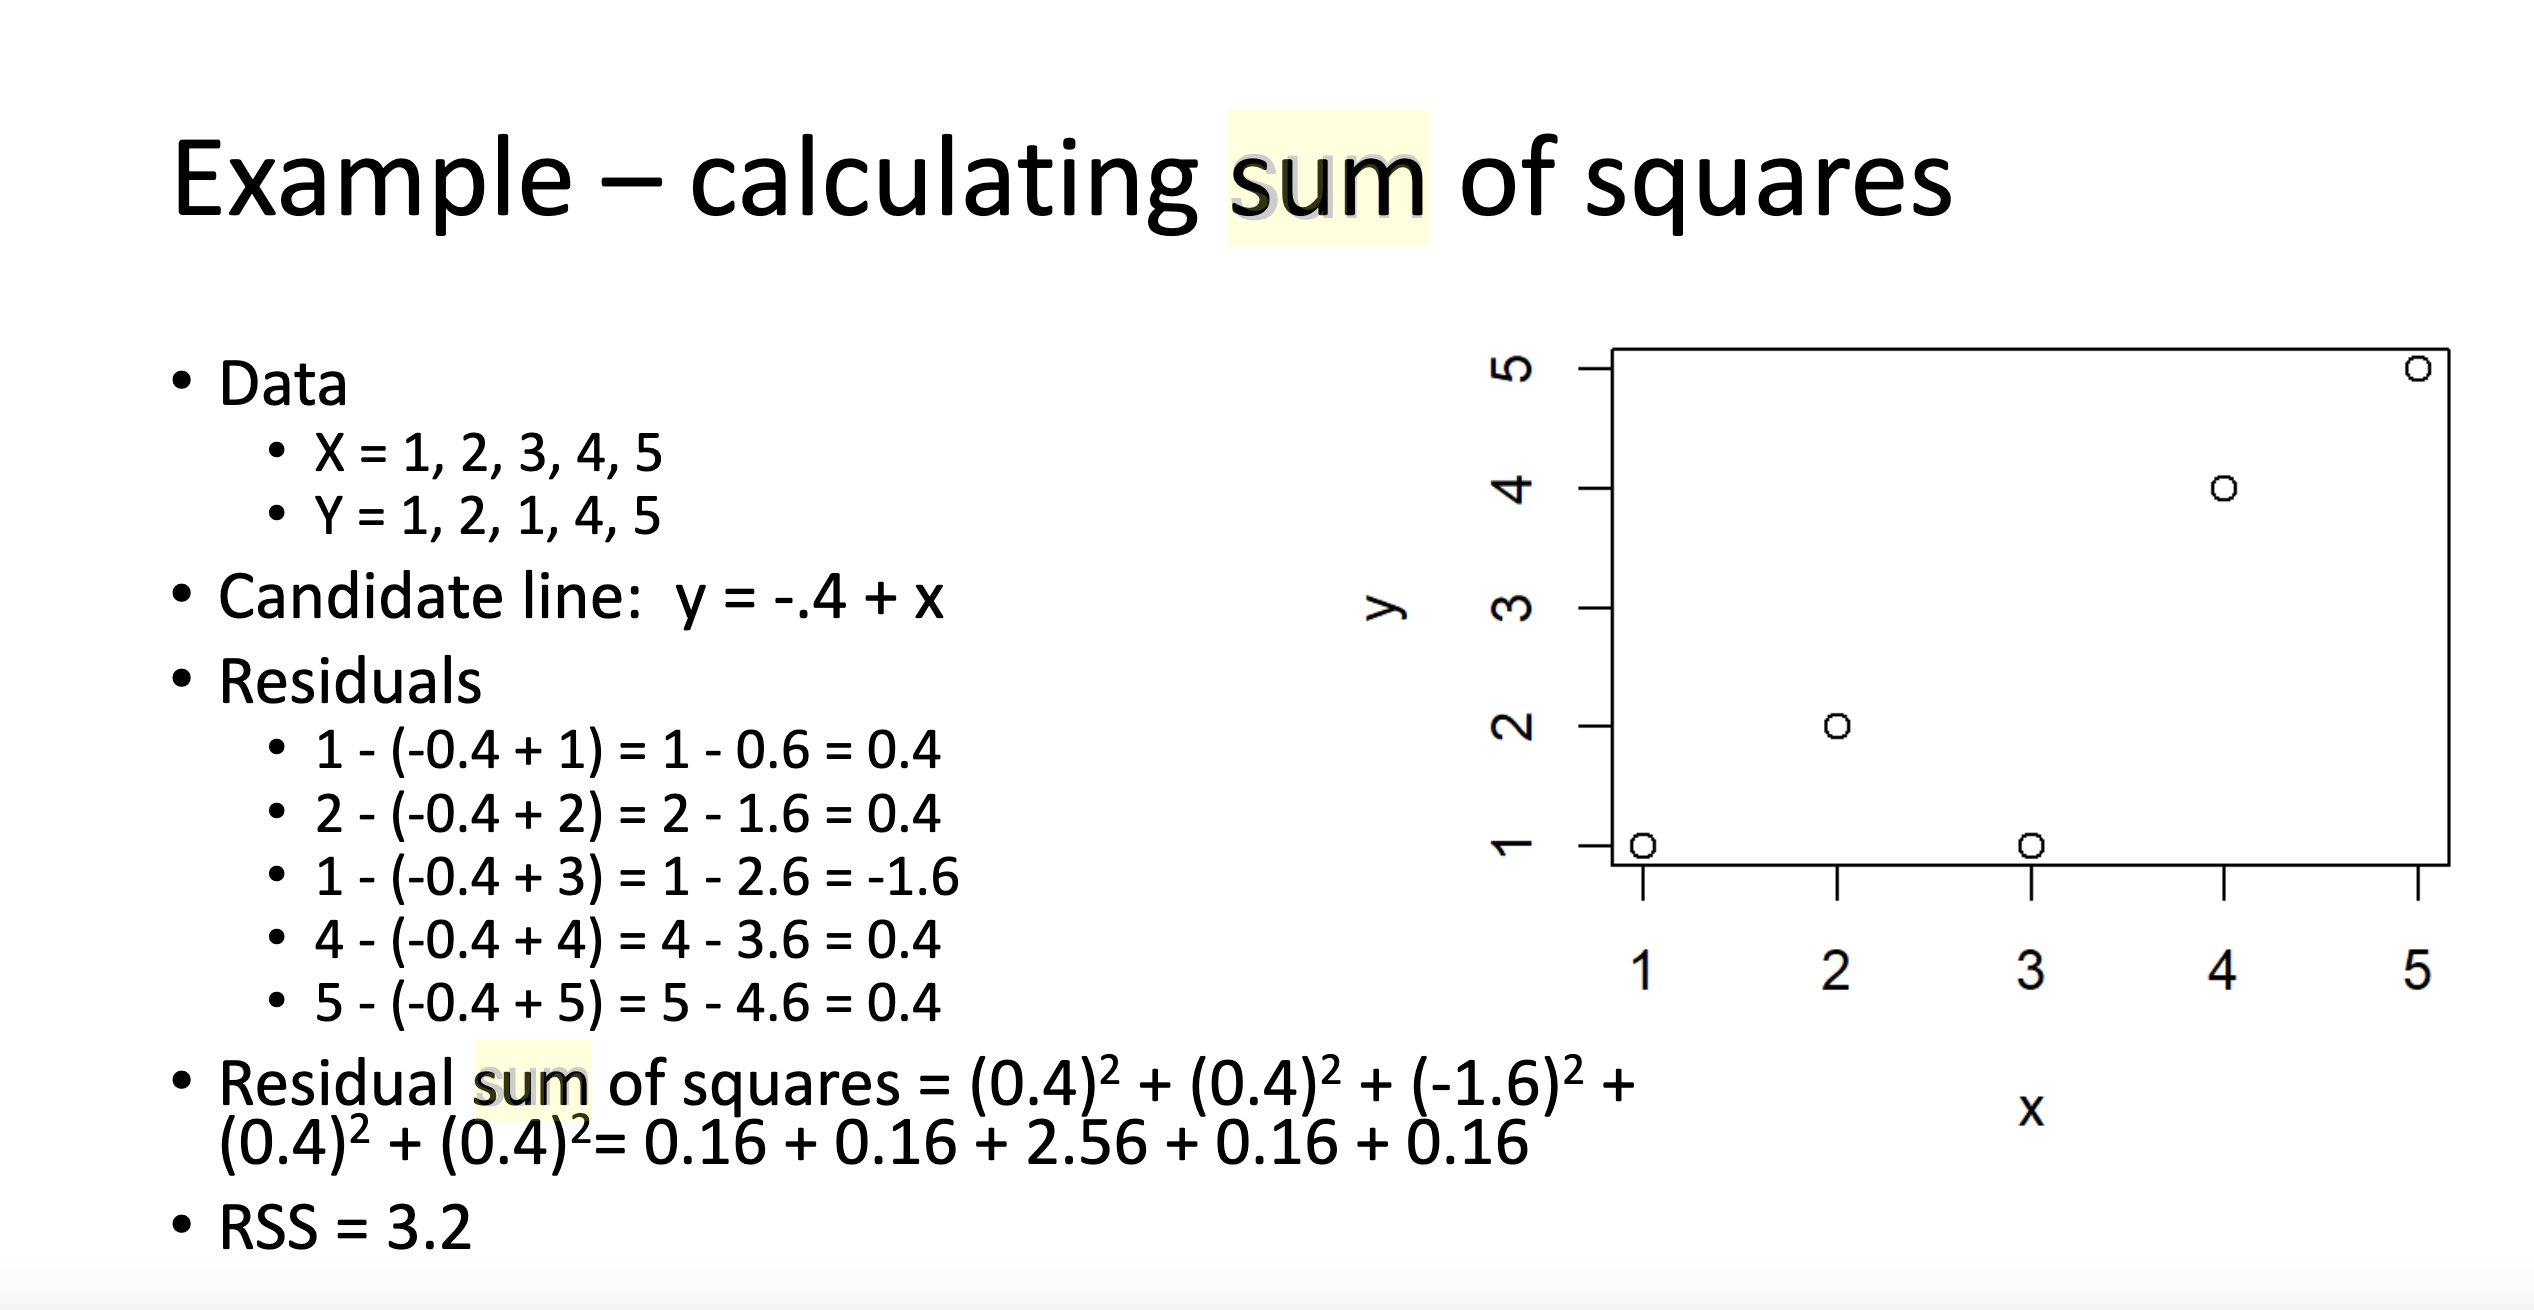 Example – calculating sum of squares
• Data
• X = 1, 2, 3, 4, 5
• Y = 1, 2, 1, 4, 5
• Candidate line:  y = -.4 + x
• Residuals
• 1 - (-0.4 + 1) = 1 - 0.6 = 0.4
• 2 - (-0.4 + 2) = 2 - 1.6 = 0.4
• 1 - (-0.4 + 3) = 1 - 2.6 = -1.6
• 4 - (-0.4 + 4) = 4 - 3.6 = 0.4
• 5 - (-0.4 + 5) = 5 - 4.6 = 0.4
• Residual sum of squares = (0.4)² + (0.4)² + (-1.6)² +
(0.4)² + (0.4)²= 0.16 + 0.16 + 2.56 + 0.16 + 0.16
• RSS = 3.2
5
4
3
2
1
y
1 2 3 4 5
x